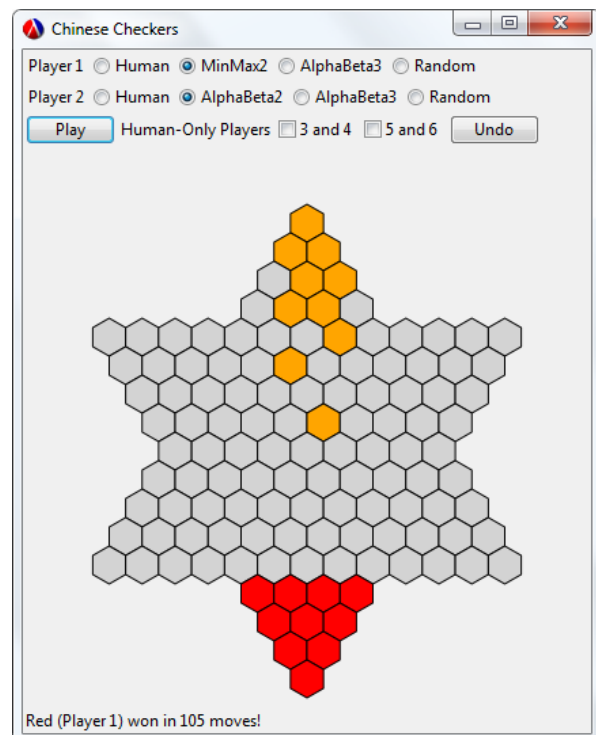 Chinese Checkers
Player 1 Human MinMax2 AlphaBeta3 Random
Player 2 Human AlphaBeta2 AlphaBeta3 Random
Play Human-Only Players 3 and 4 5 and 6 Undo
Red (Player 1) won in 105 moves!